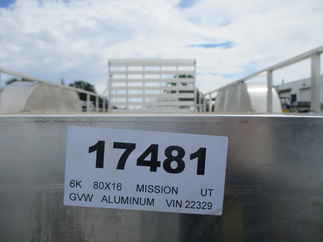 17481
6K 80X16 MISSION UT
GVW ALUMINUM VIN 22329